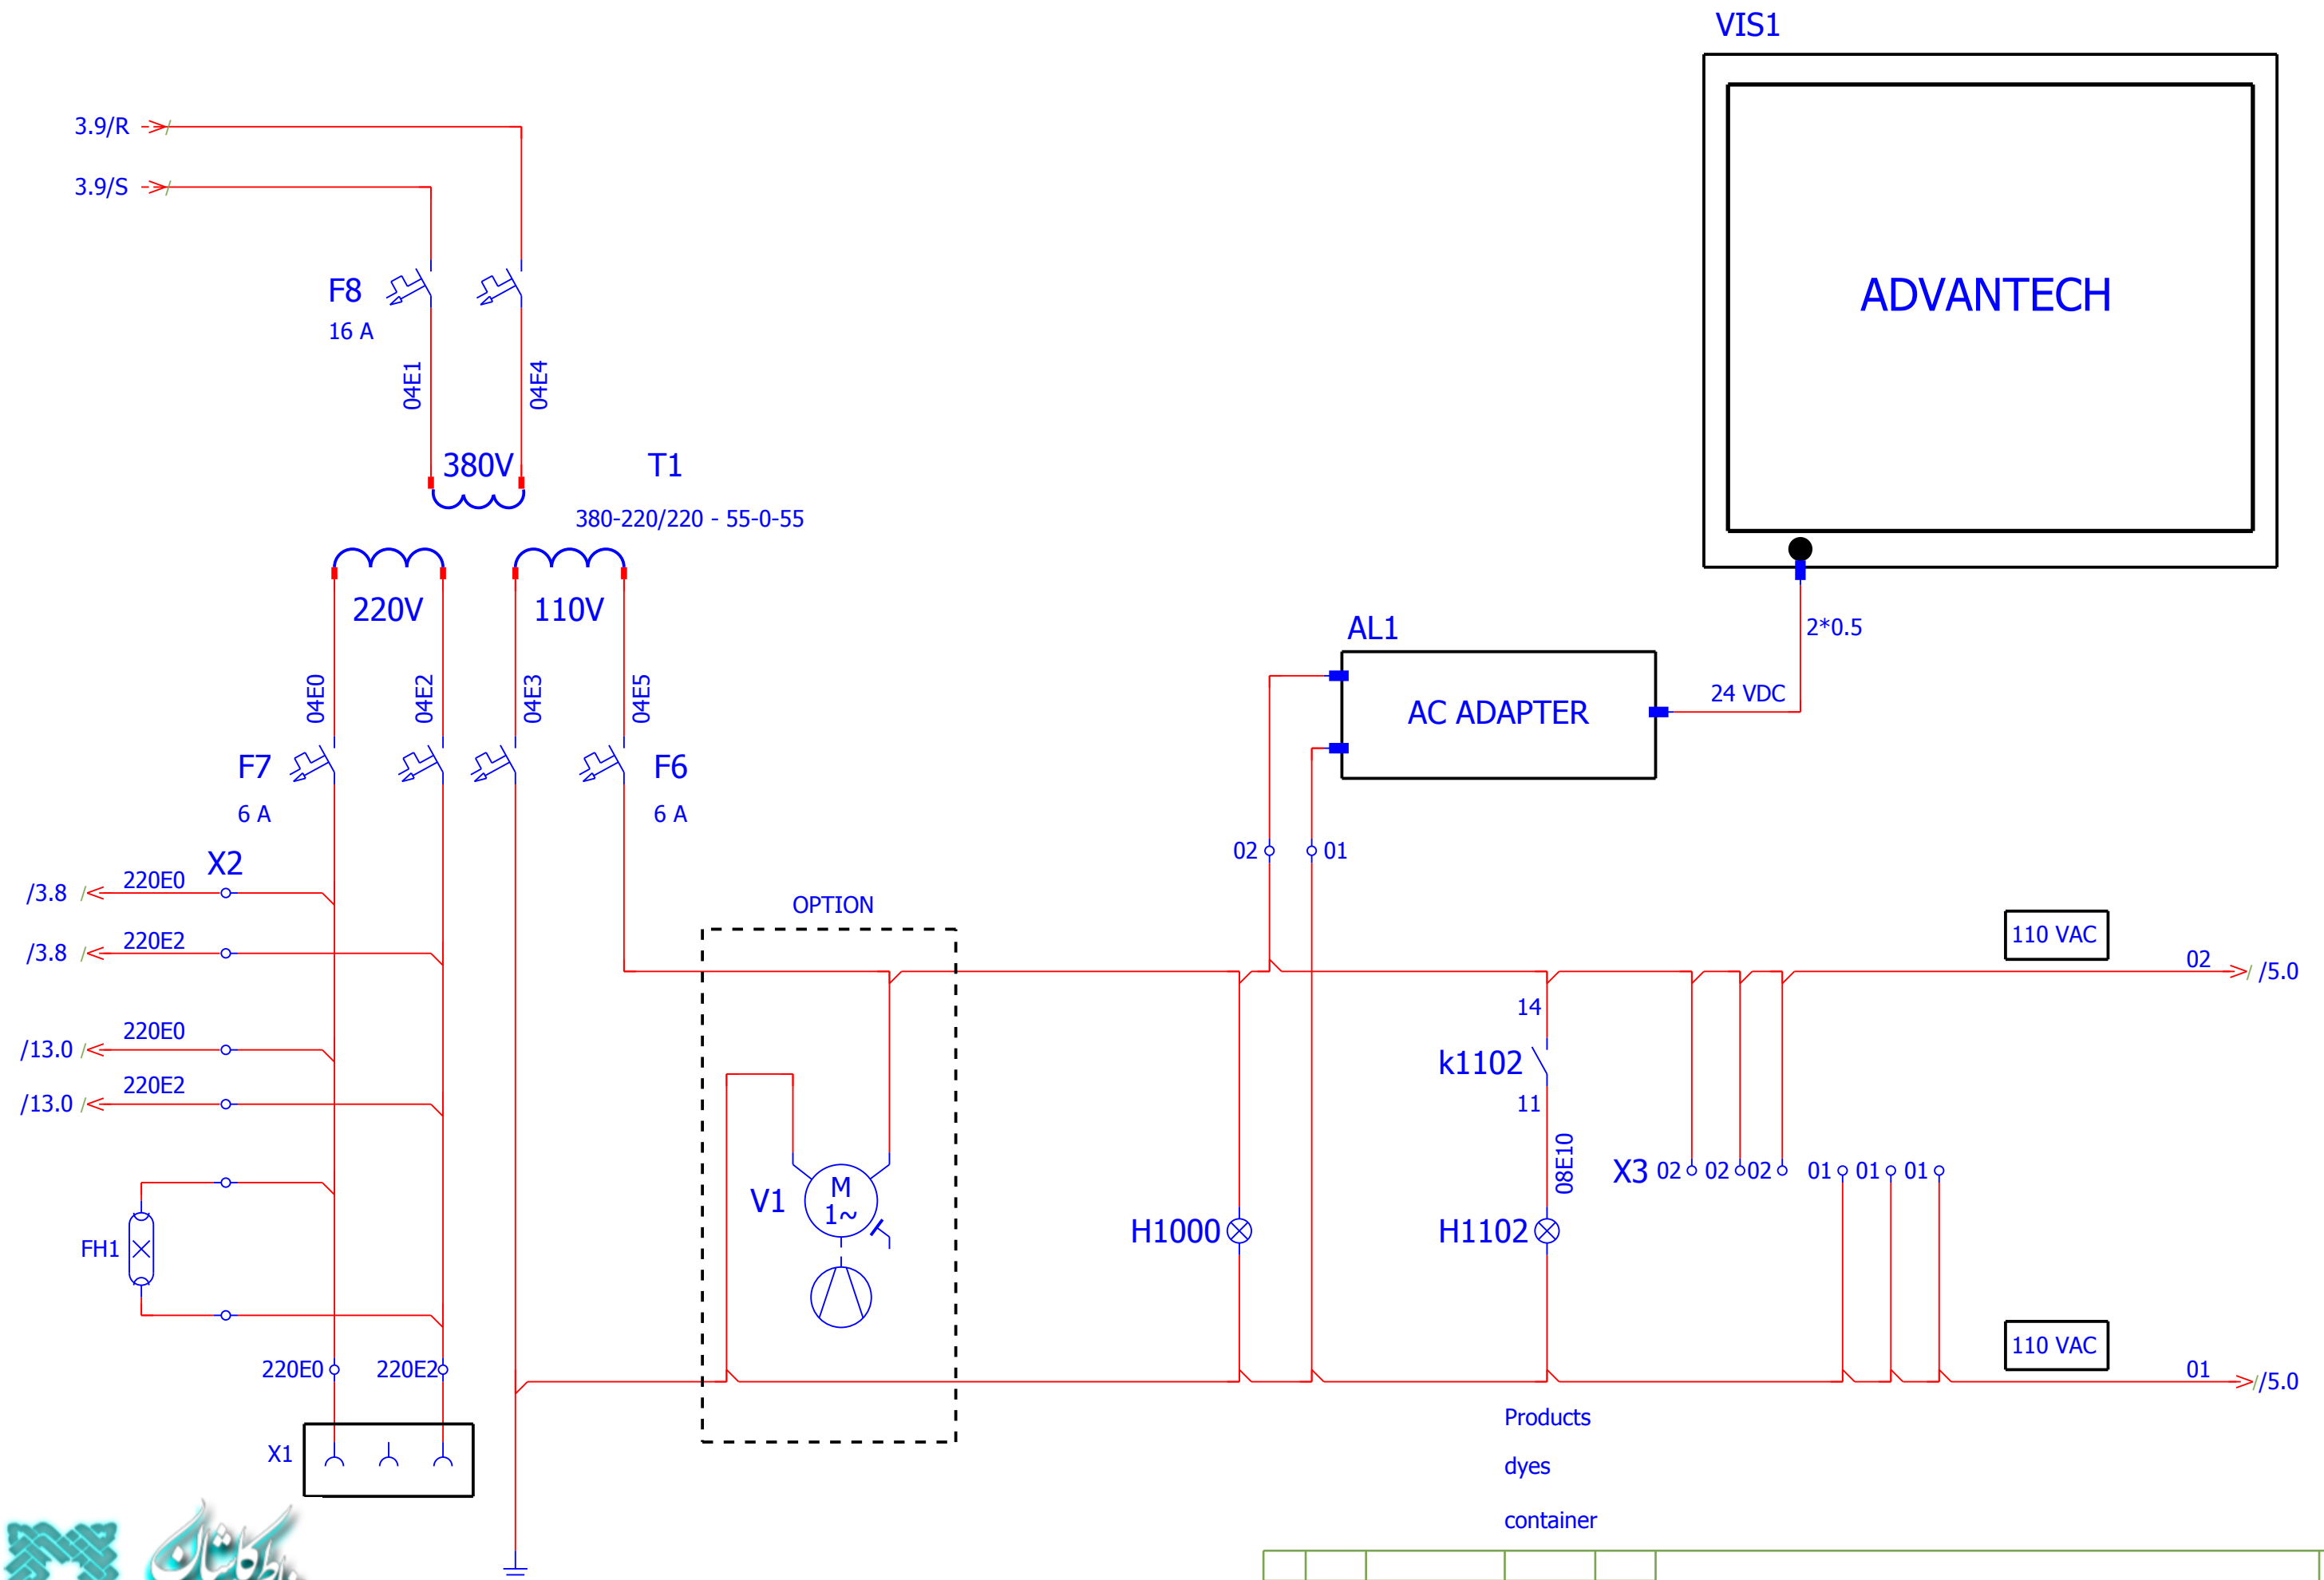 VIS1
3.9/R
3.9/S
ADVANTECH
F8
16 A
04E1
04E4
380V
T1
380-220/220 - 55-0-55
220V
110V
2*0.5
AL1
04E0
04E2
04E3
04E5
24 VDC
AC ADAPTER
F7
F6
6 A
6 A
02
01
X2
/3.8
220E0
OPTION
/3.8
220E2
110 VAC
02
/5.0
14
/13.0
220E0
k1102
/13.0
220E2
11
08E10
X3
02
02
02
01
01
01
V1
M
1~
H1000
H1102
FH1
110 VAC
220E0
220E2
01
/5.0
Products
X1
dyes
container